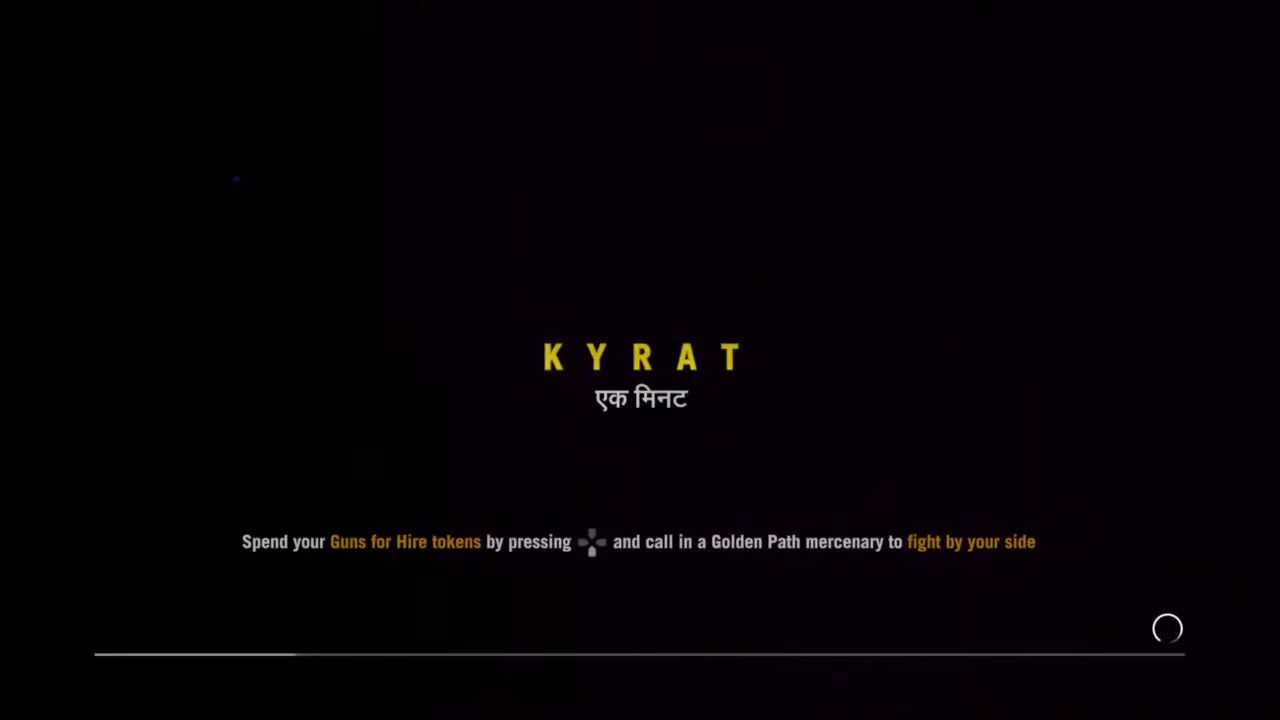 KYRAT
एक मिनट
Spend your Guns for Hire tokens by pressing and call in a Golden Path mercenary to fight by your side